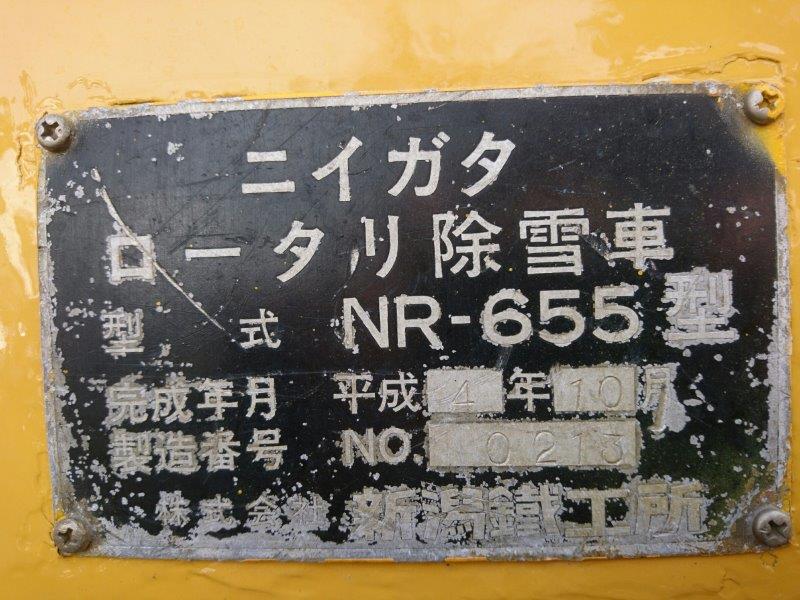 ニイガタ
ロータリ除雪車
型式 NR-655型
完成年月 平成4年10月
製造番号 NO.10213
株式会社 新潟鐵工所